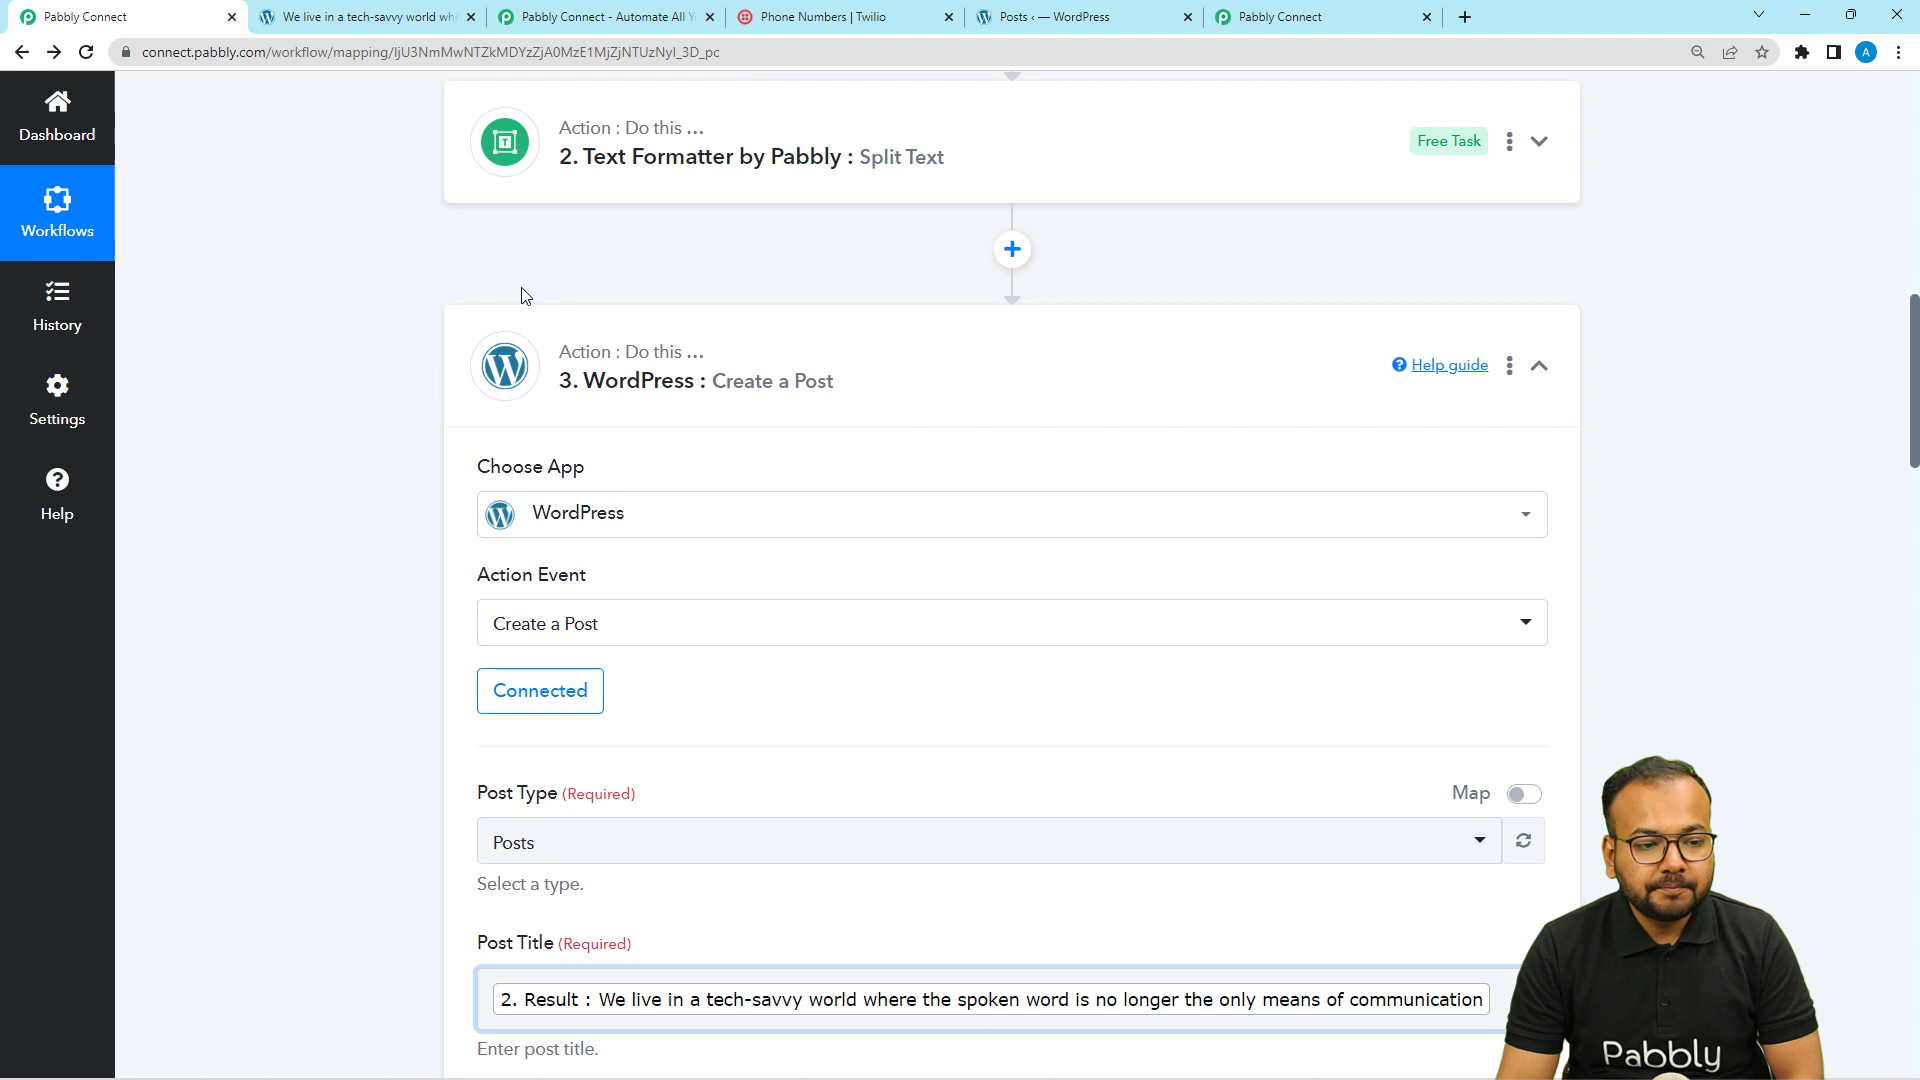 Pabbly Connect
We live in a tech-savvy world whe
Pabbly Connect - Automate All Y
Phone Numbers | Twilio
Posts ‹ — WordPress
Pabbly Connect
connect.pabbly.com/workflow/mapping/IjU3NmMwNTZkMDYzZjA0MzE1MjZjNTUzNyI_3D_pc
A
Dashboard
Workflows
History
Settings
Help
Action : Do this ...
2. Text Formatter by Pabbly : Split Text
Free Task
Action : Do this ...
3. WordPress : Create a Post
Help guide
Choose App
WordPress
Action Event
Create a Post
Connected
Post Type (Required)
Map
Posts
Select a type.
Post Title (Required)
2. Result : We live in a tech-savvy world where the spoken word is no longer the only means of communication
Enter post title.
Pabbly